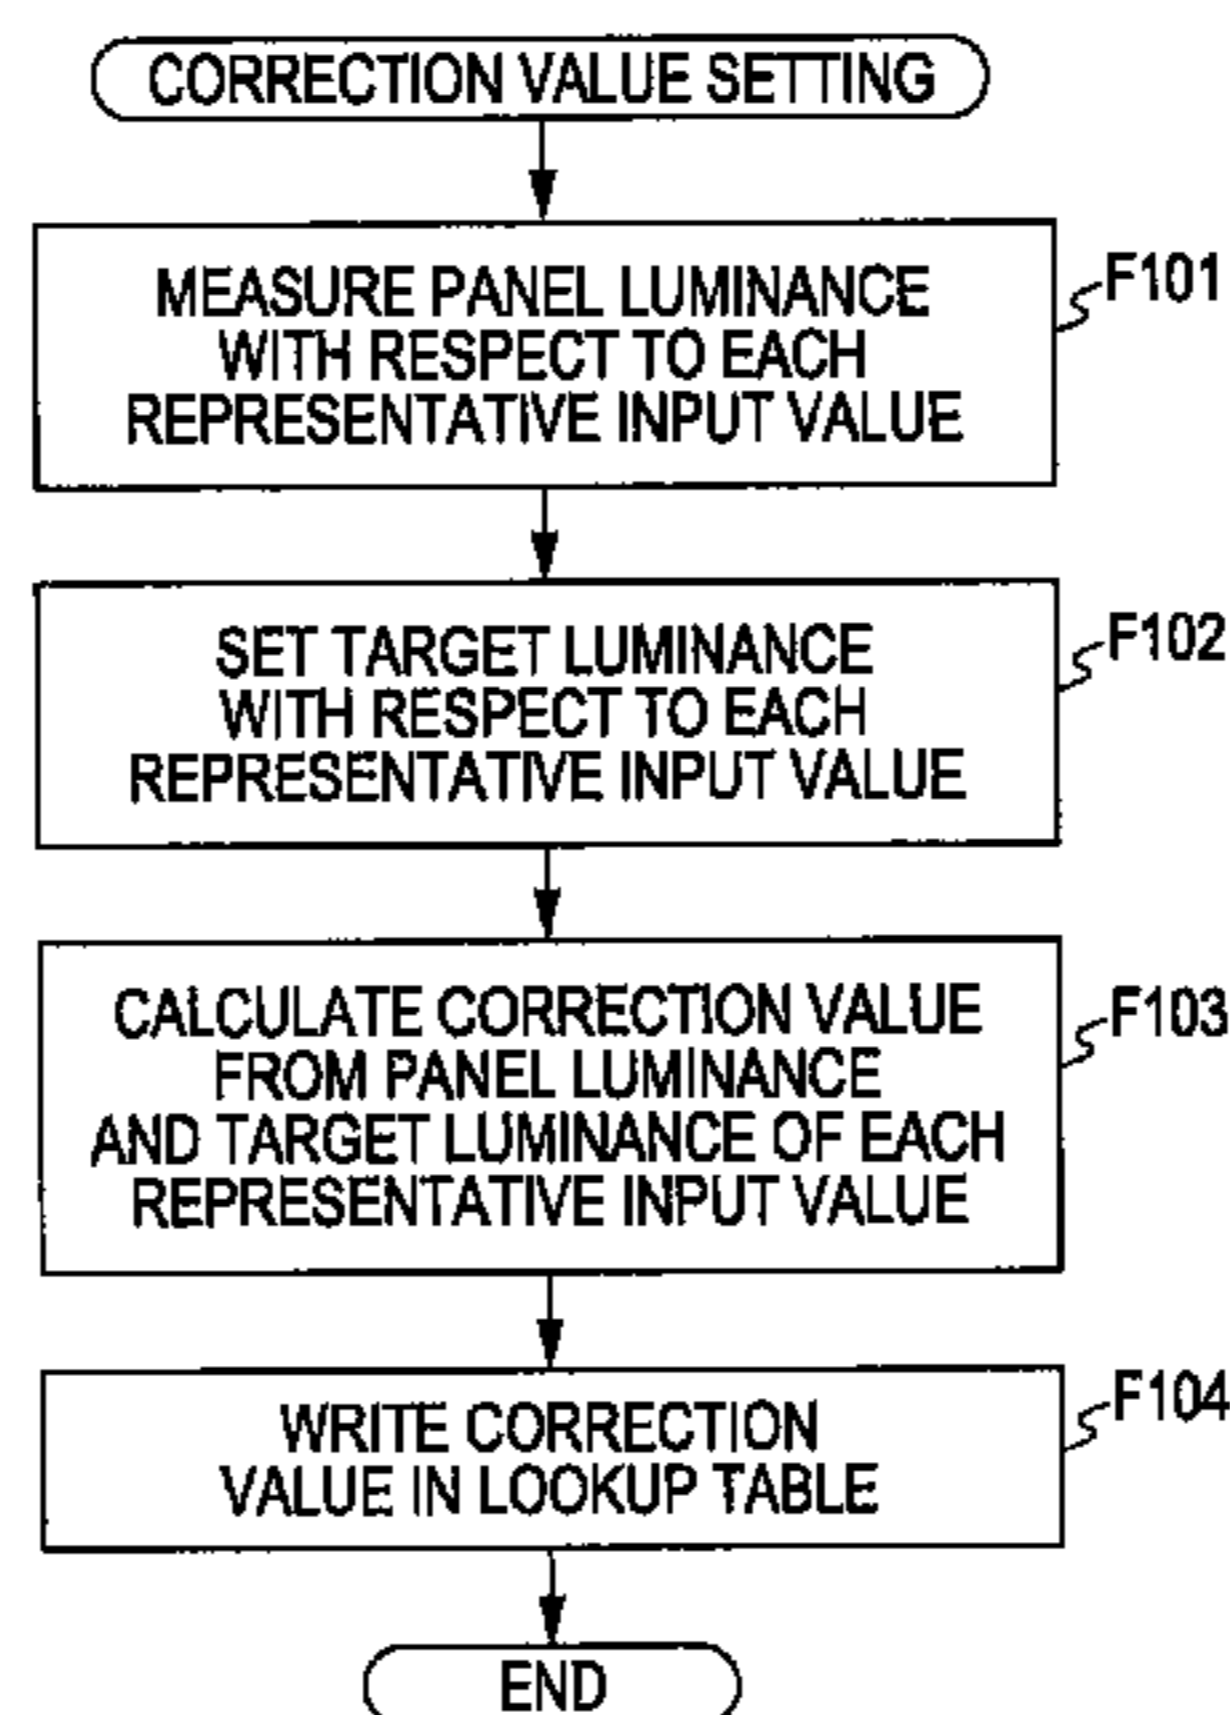 CORRECTION VALUE SETTING
MEASURE PANEL LUMINANCE
WITH RESPECT TO EACH
REPRESENTATIVE INPUT VALUE
F101
SET TARGET LUMINANCE
WITH RESPECT TO EACH
REPRESENTATIVE INPUT VALUE
F102
CALCULATE CORRECTION VALUE
FROM PANEL LUMINANCE
AND TARGET LUMINANCE OF EACH
REPRESENTATIVE INPUT VALUE
F103
WRITE CORRECTION
VALUE IN LOOKUP TABLE
F104
END